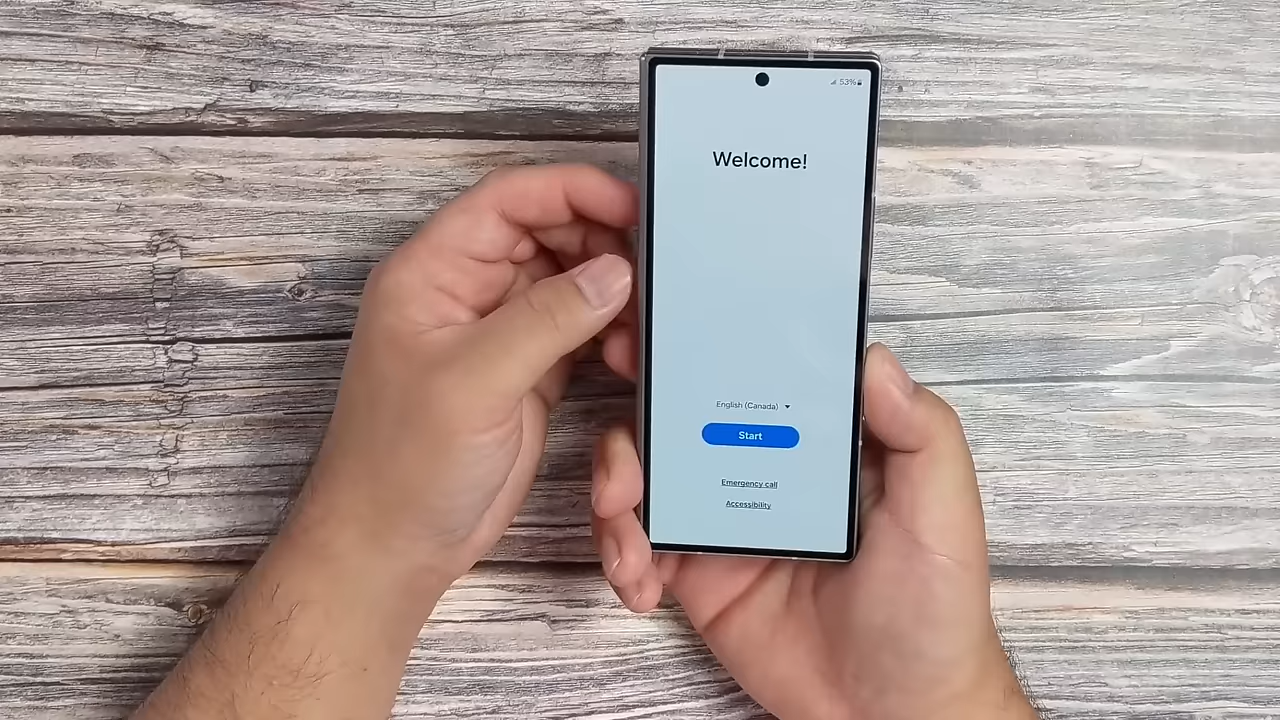 53%
Welcome!
English (Canada)
Start
Emergency call
Accessibility